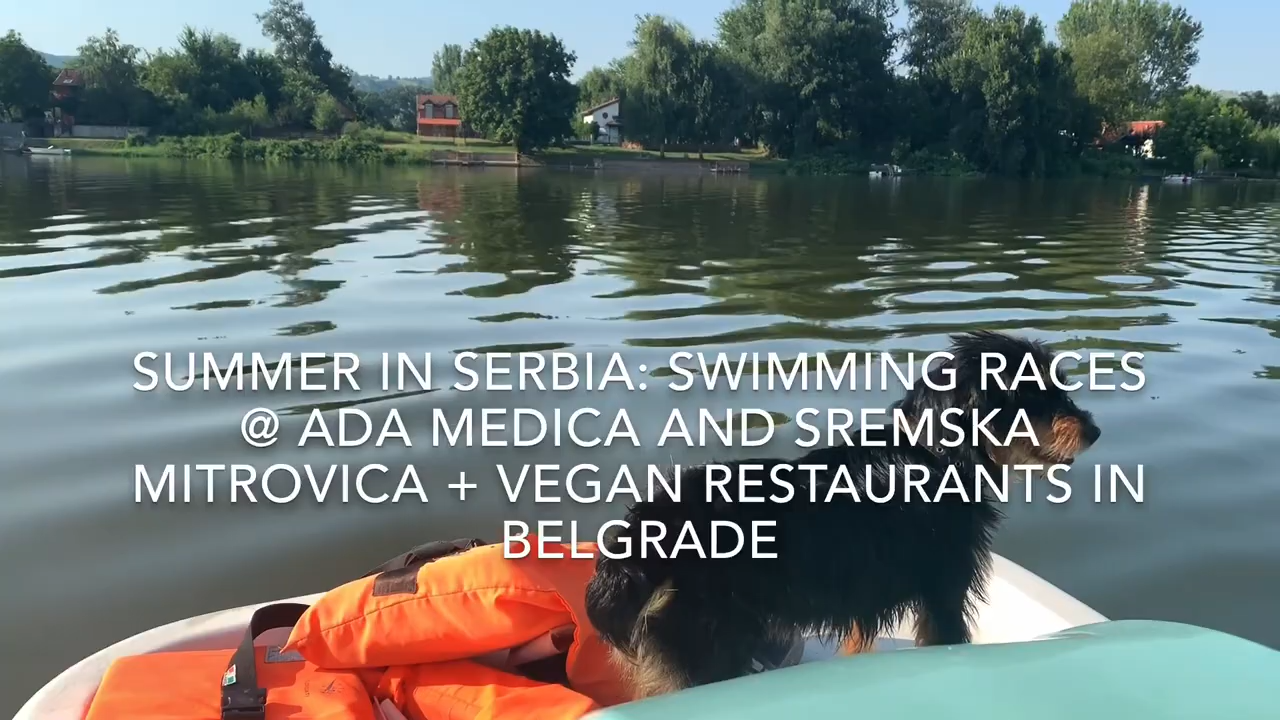 SUMMER IN SERBIA: SWIMMING RACES
@ ADA MEDICA AND SREMSKA
MITROVICA + VEGAN RESTAURANTS IN
BELGRADE